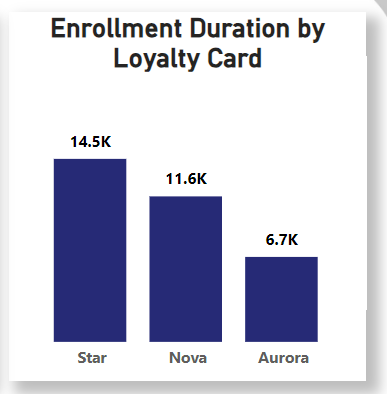 Enrollment Duration by
Loyalty Card
14.5K
11.6K
6.7K
Star
Nova
Aurora